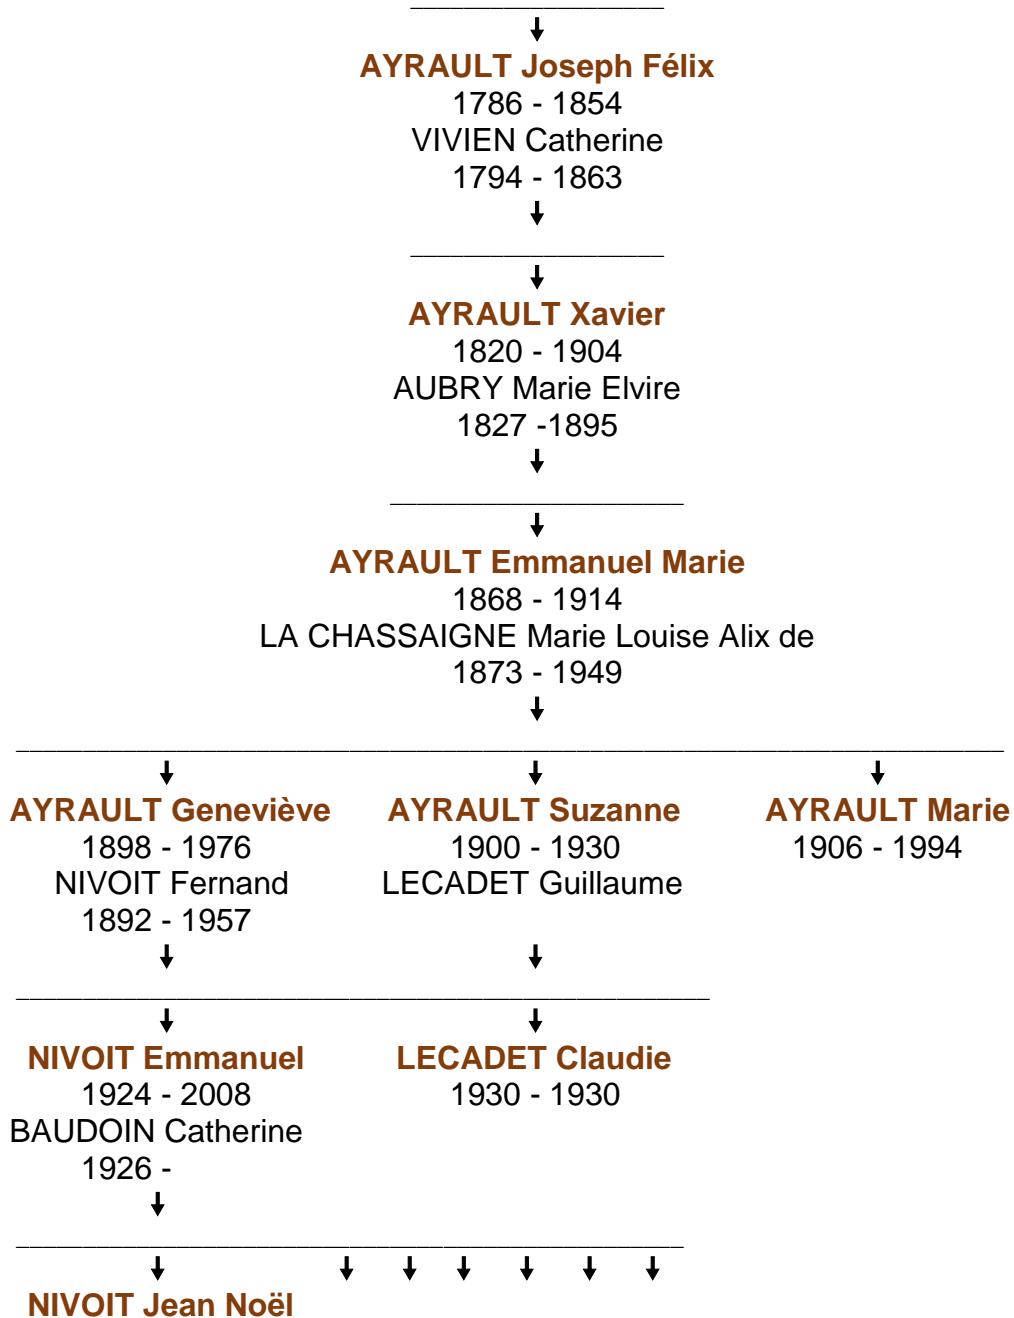 AYRAULT Joseph Félix
1786 - 1854
VIVIEN Catherine
1794 - 1863
AYRAULT Xavier
1820 - 1904
AUBRY Marie Elvire
1827 -1895
AYRAULT Emmanuel Marie
1868 - 1914
LA CHASSAIGNE Marie Louise Alix de
1873 - 1949
AYRAULT Geneviève AYRAULT Suzanne AYRAULT Marie
1898 - 1976 1900 - 1930 1906 - 1994
NIVOIT Fernand LECADET Guillaume
1892 - 1957
NIVOIT Emmanuel LECADET Claudie
1924 - 2008 1930 - 1930
BAUDOIN Catherine
1926 -
NIVOIT Jean Noël